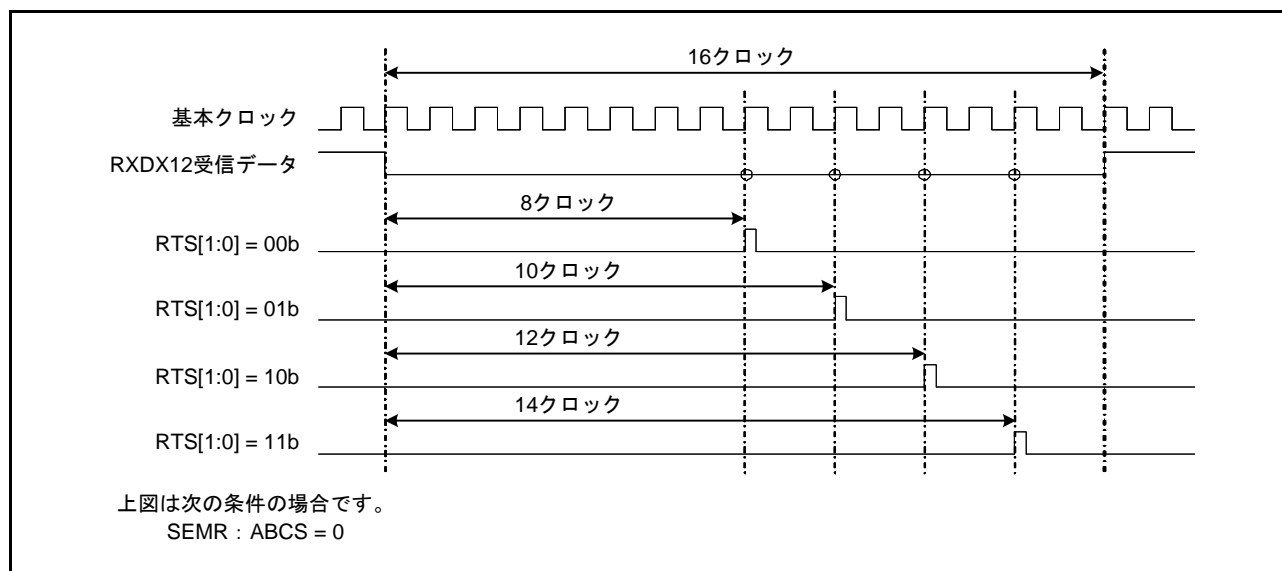 16クロック
基本クロック
RXDX12受信データ
8クロック
RTS[1:0] = 00b
10クロック
RTS[1:0] = 01b
12クロック
RTS[1:0] = 10b
14クロック
RTS[1:0] = 11b
上図は次の条件の場合です。
SEMR：ABCS = 0